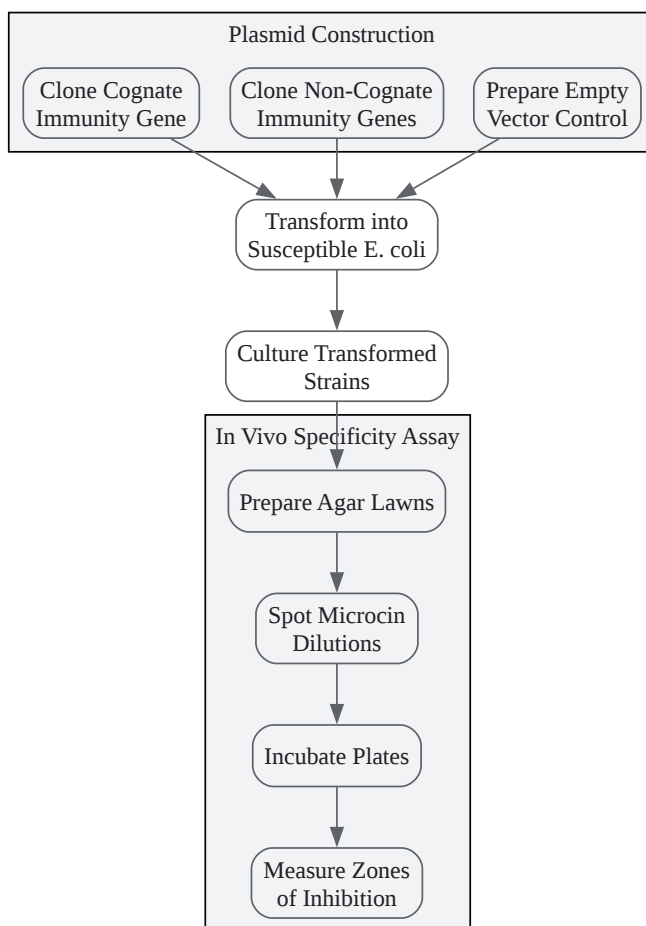 Plasmid Construction
Clone Cognate
Immunity Gene
Clone Non-Cognate
Immunity Genes
Prepare Empty
Vector Control
Transform into
Susceptible E. coli
Culture Transformed
Strains
In Vivo Specificity Assay
Prepare Agar Lawns
Spot Microcin
Dilutions
Incubate Plates
Measure Zones
of Inhibition